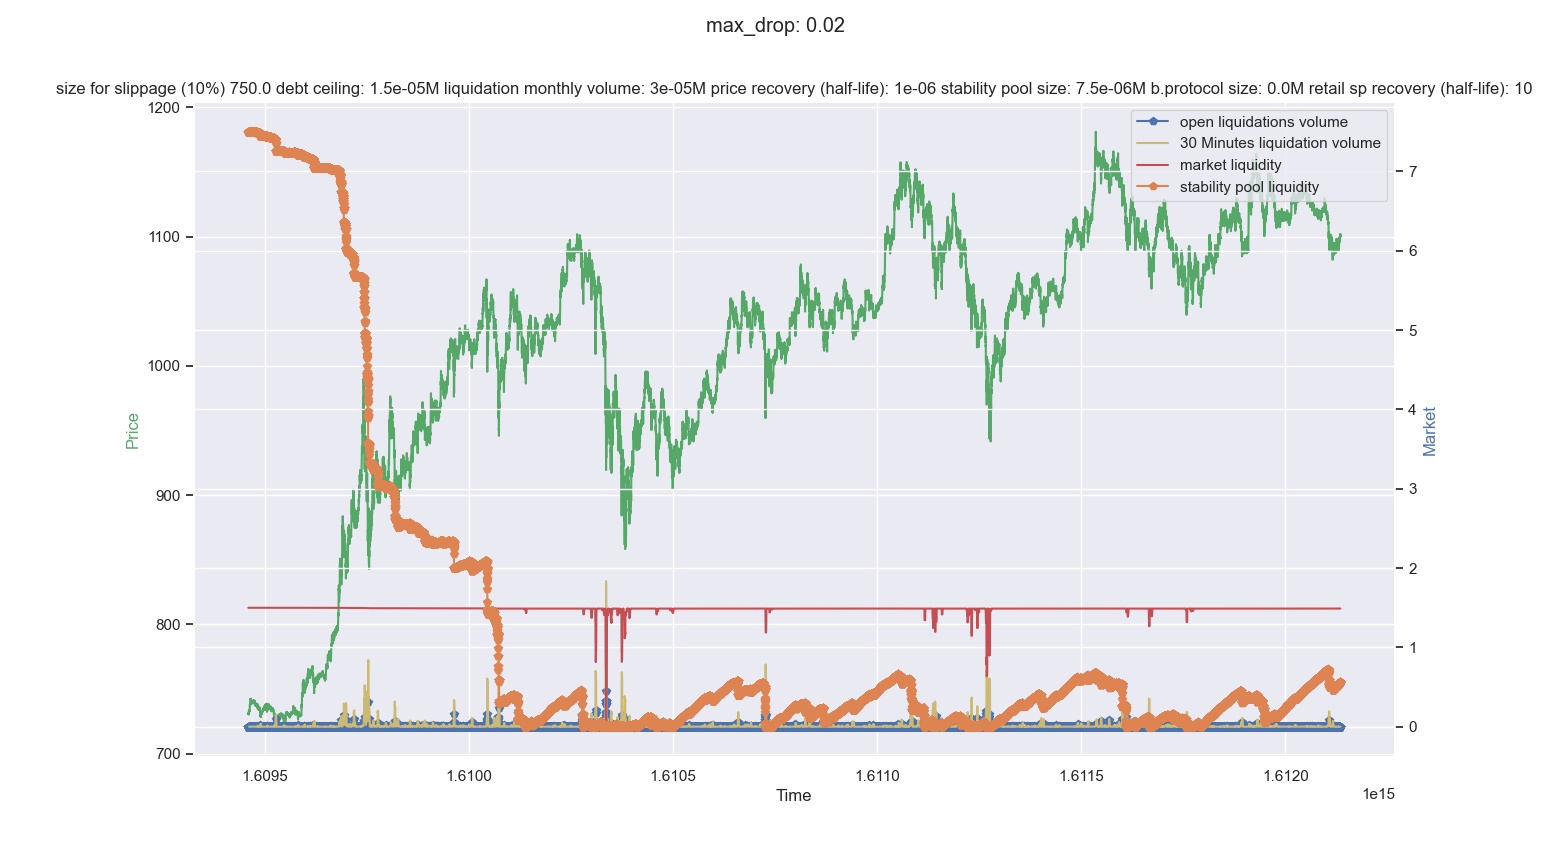 max_drop: 0.02
size for slippage (10%) 750.0 debt ceiling: 1.5e-05M liquidation monthly volume: 3e-05M price recovery (half-life): 1e-06 stability pool size: 7.5e-06M b.protocol size: 0.0M retail sp recovery (half-life): 10
1200
1100
1000
900
800
700
Price
open liquidations volume
30 Minutes liquidation volume
market liquidity
stability pool liquidity
7
6
5
4
3
2
1
0
Market
1.6095 1.6100 1.6105 1.6110 1.6115 1.6120
1e15
Time